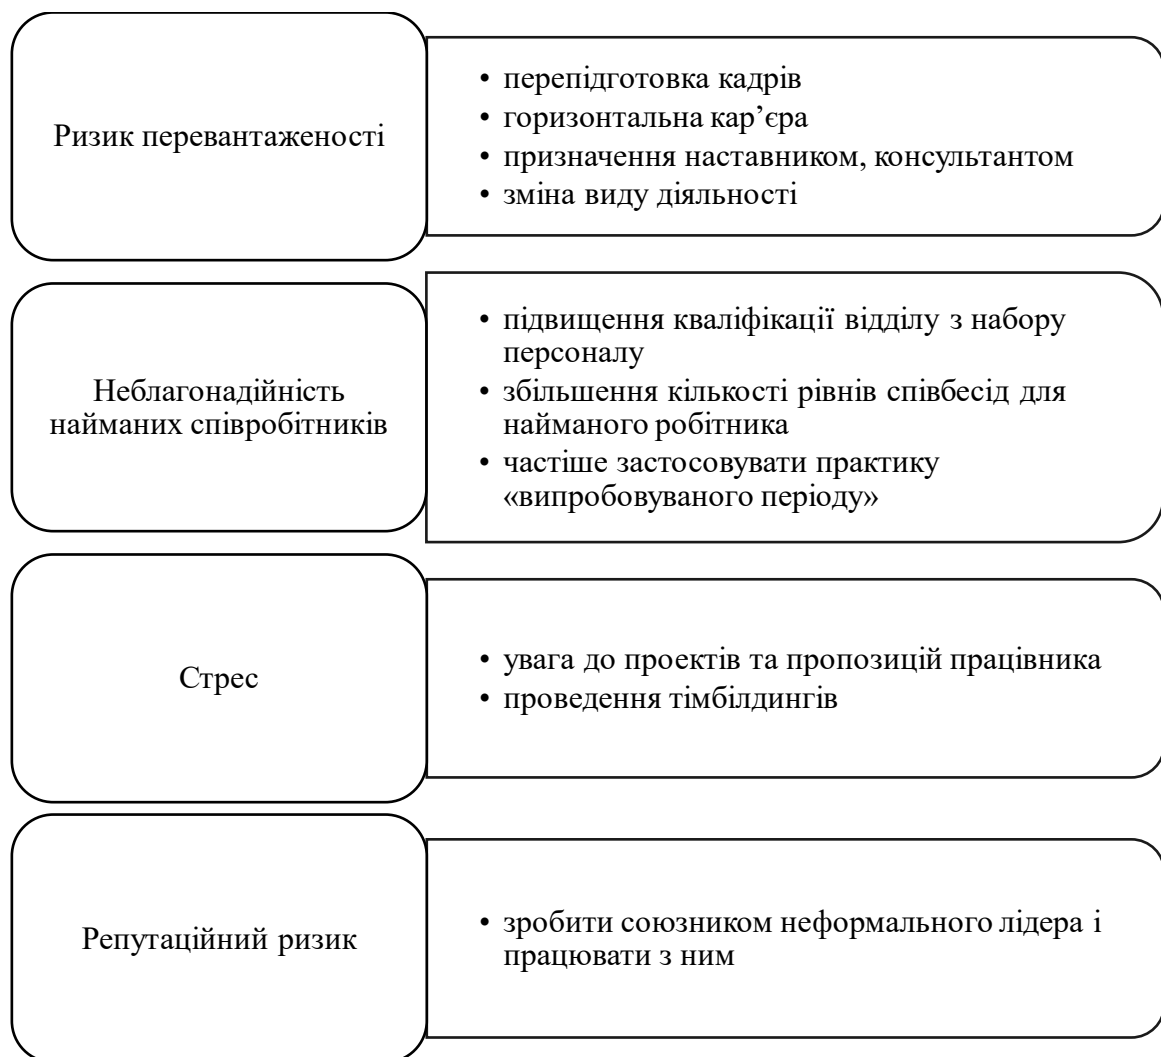 Ризик перевантаженості
• перепідготовка кадрів
• горизонтальна кар’єра
• призначення наставником, консультантом
• зміна виду діяльності
Неблагонадійність
найманих співробітників
• підвищення кваліфікації відділу з набору
персоналу
• збільшення кількості рівнів співбесід для
найманого робітника
• частіше застосовувати практику
«випробовуваного періоду»
Стрес
• увага до проектів та пропозицій працівника
• проведення тімбілдингів
Репутаційний ризик
• зробити союзником неформального лідера і
працювати з ним